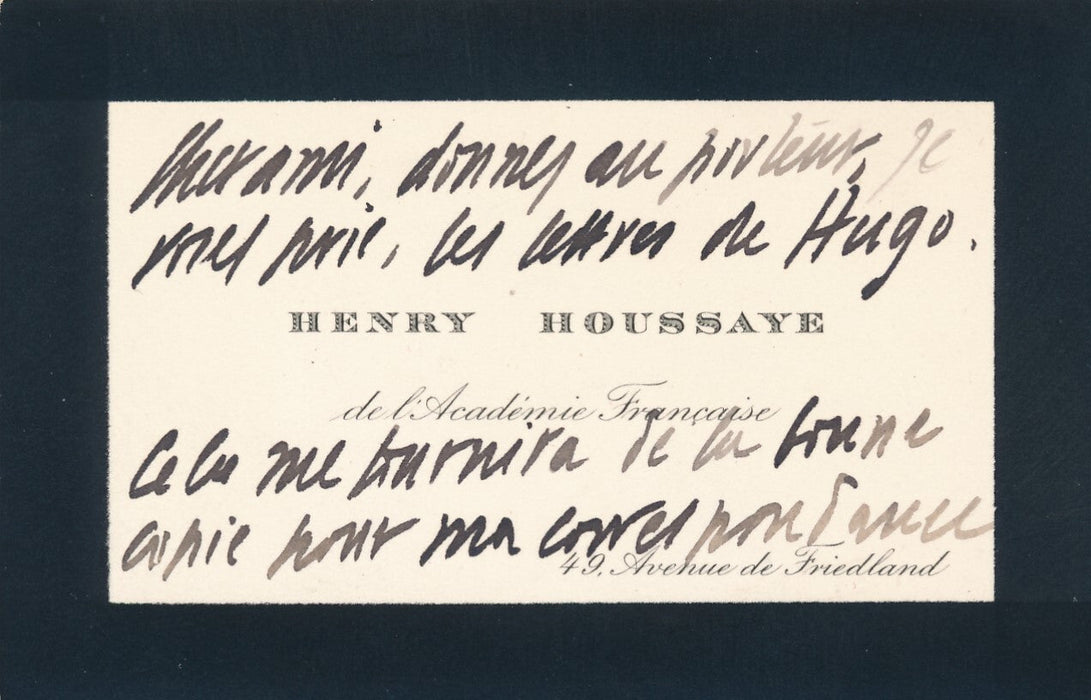 Cher ami, donnez au porteur, je
vous prie, les lettres de Hugo.
HENRY HOUSSAYE
de l'Académie Française
Cela me fournira de la bonne
copie pour ma correspondance
49, Avenue de Friedland